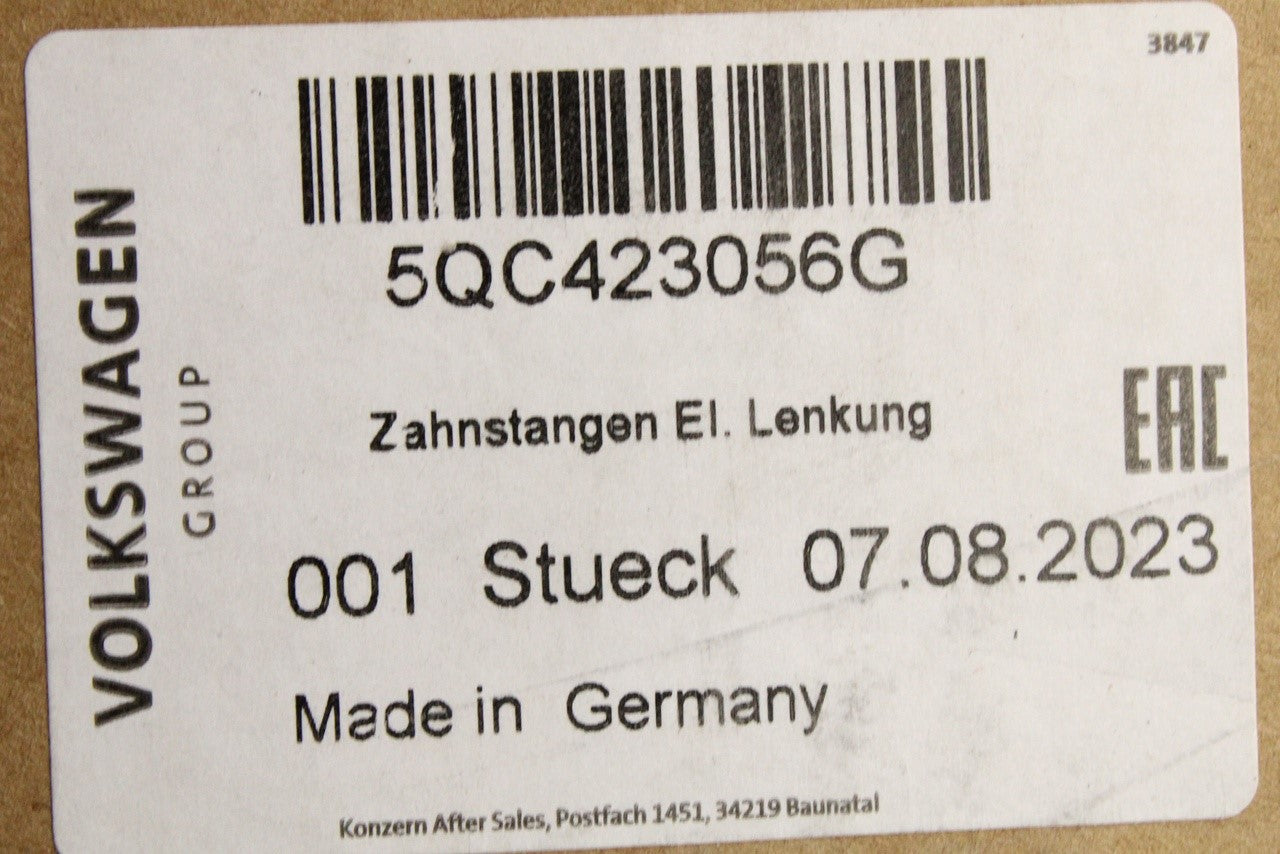 3847
5QC423056G
VOLKSWAGEN
GROUP
Zahnstangen El. Lenkung
EAC
001 Stueck 07.08.2023
Made in Germany
Konzern After Sales, Postfach 1451, 34219 Baunatal